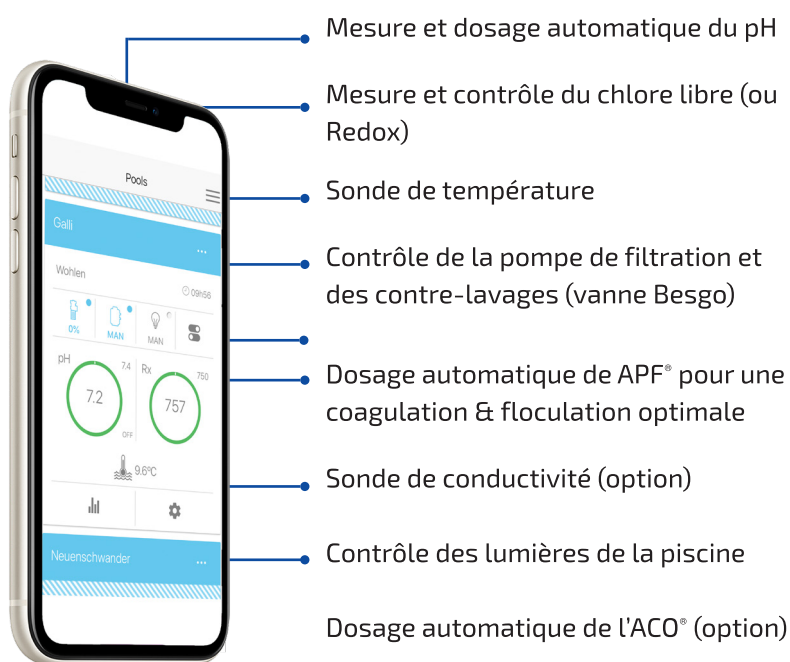 Mesure et dosage automatique du pH
Mesure et contrôle du chlore libre (ou
Redox)
Sonde de température
Contrôle de la pompe de filtration et
des contre-lavages (vanne Besgo)
Dosage automatique de APF® pour une
coagulation & floculation optimale
Sonde de conductivité (option)
Contrôle des lumières de la piscine
Dosage automatique de l'ACO® (option)
Pools
Galli
Wohlen
09h56
0% MAN MAN
pH 7.4 Rx 750
7.2 757
OFF
9.6°C
Neuenschwander